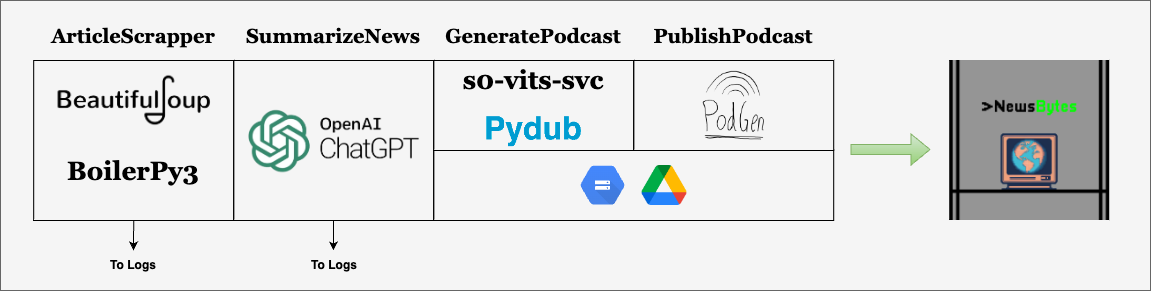 ArticleScrapper
SummarizeNews
GeneratePodcast
PublishPodcast
BeautifulSoup
BoilerPy3
OpenAI
ChatGPT
so-vits-svc
Pydub
PodGen
>NewsBytes
To Logs
To Logs